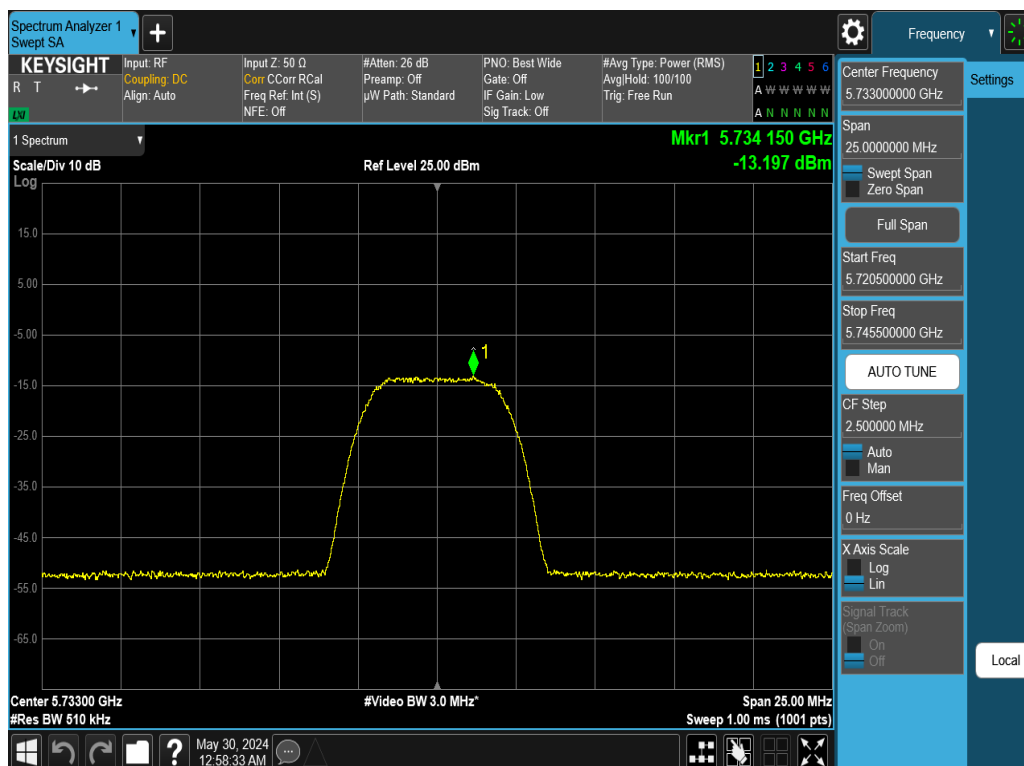 Spectrum Analyzer 1
Swept SA
+
Frequency
KEYSIGHT
R T
LXI
Input: RF
Coupling: DC
Align: Auto
Input Z: 50 Ω
Corr CCorr RCal
Freq Ref: Int (S)
NFE: Off
#Atten: 26 dB
Preamp: Off
µW Path: Standard
PNO: Best Wide
Gate: Off
IF Gain: Low
Sig Track: Off
#Avg Type: Power (RMS)
Avg|Hold: 100/100
Trig: Free Run
1 2 3 4 5 6
A W W W W W
A N N N N N
1 Spectrum
Mkr1 5.734 150 GHz
Scale/Div 10 dB
Ref Level 25.00 dBm
-13.197 dBm
Log
15.0
5.00
-5.00
-15.0
-25.0
-35.0
-45.0
-55.0
-65.0
1
Center 5.73300 GHz
#Video BW 3.0 MHz*
Span 25.00 MHz
#Res BW 510 kHz
Sweep 1.00 ms (1001 pts)
Center Frequency
5.733000000 GHz
Settings
Span
25.0000000 MHz
Swept Span
Zero Span
Full Span
Start Freq
5.720500000 GHz
Stop Freq
5.745500000 GHz
AUTO TUNE
CF Step
2.500000 MHz
Auto
Man
Freq Offset
0 Hz
X Axis Scale
Log
Lin
Signal Track
(Span Zoom)
On
Off
Local
?
May 30, 2024
12:58:33 AM